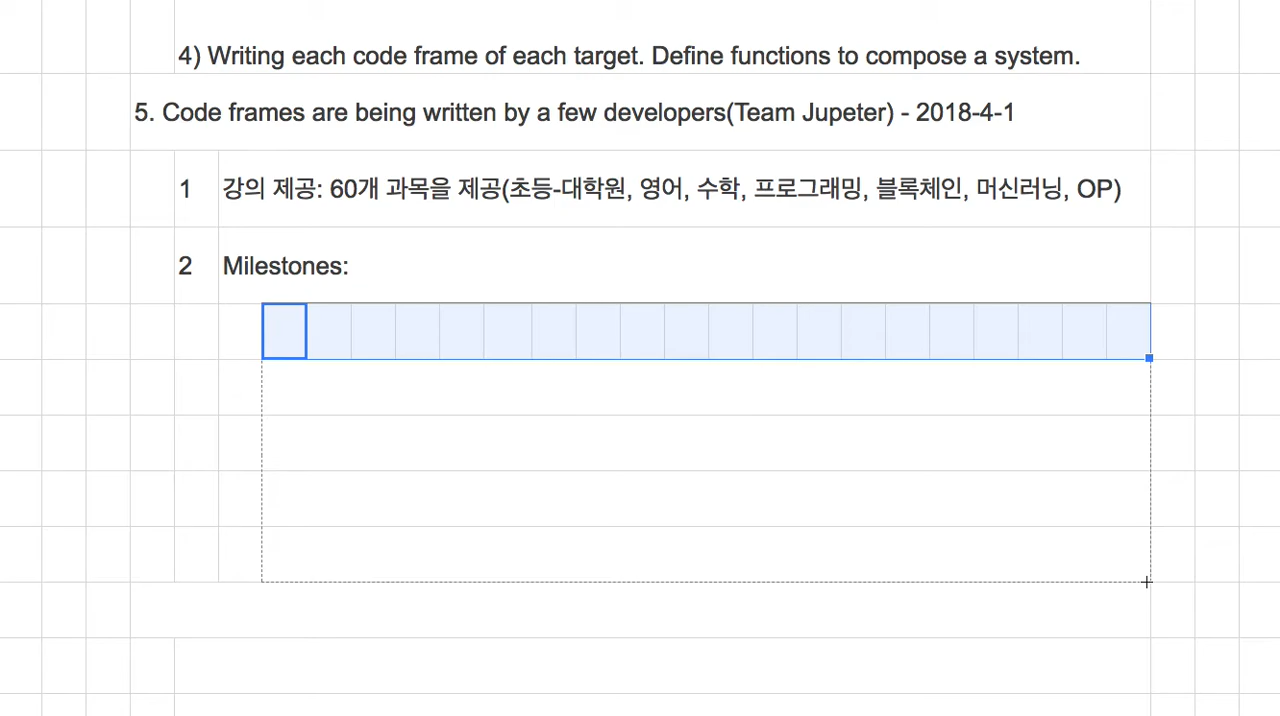 4) Writing each code frame of each target. Define functions to compose a system.
5. Code frames are being written by a few developers(Team Jupeter) - 2018-4-1
1 강의 제공: 60개 과목을 제공(초등-대학원, 영어, 수학, 프로그래밍, 블록체인, 머신러닝, OP)
2 Milestones: